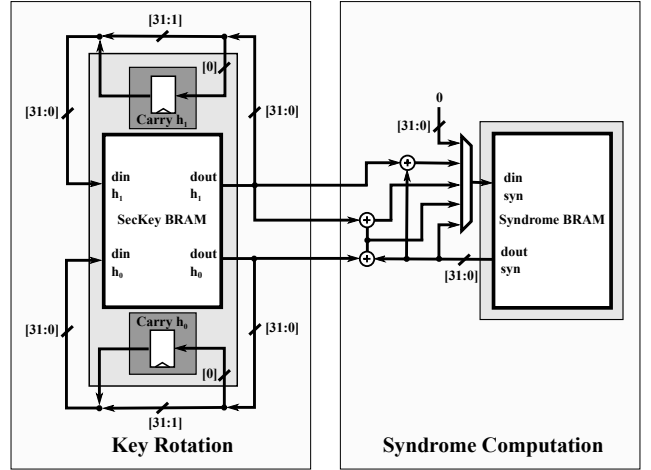 [31:1]
[0]
[31:0]
[31:0]
Carry h1
din
h1
dout
h1
SecKey BRAM
din
h0
dout
h0
[31:0]
[31:0]
Carry h0
[0]
[31:1]
Key Rotation
0
[31:0]
din
syn
Syndrome BRAM
dout
syn
[31:0]
Syndrome Computation